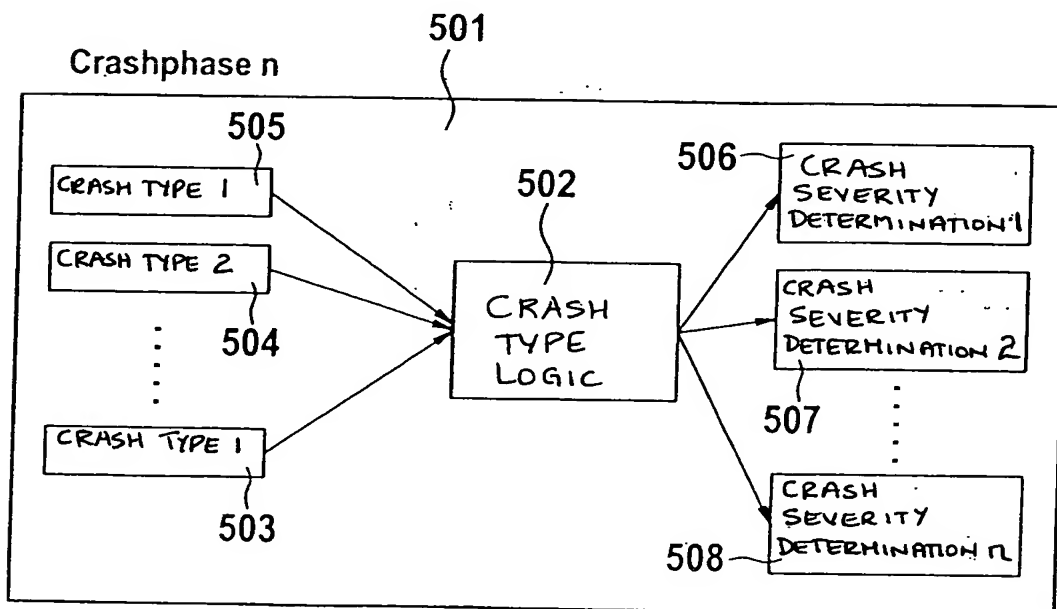 501
Crashphase n
505
CRASH TYPE 1
CRASH TYPE 2
504
CRASH TYPE 1
503
502
CRASH
TYPE
LOGIC
506
CRASH
SEVERITY
DETERMINATION 1
CRASH
SEVERITY
DETERMINATION 2
507
CRASH
SEVERITY
DETERMINATION n
508